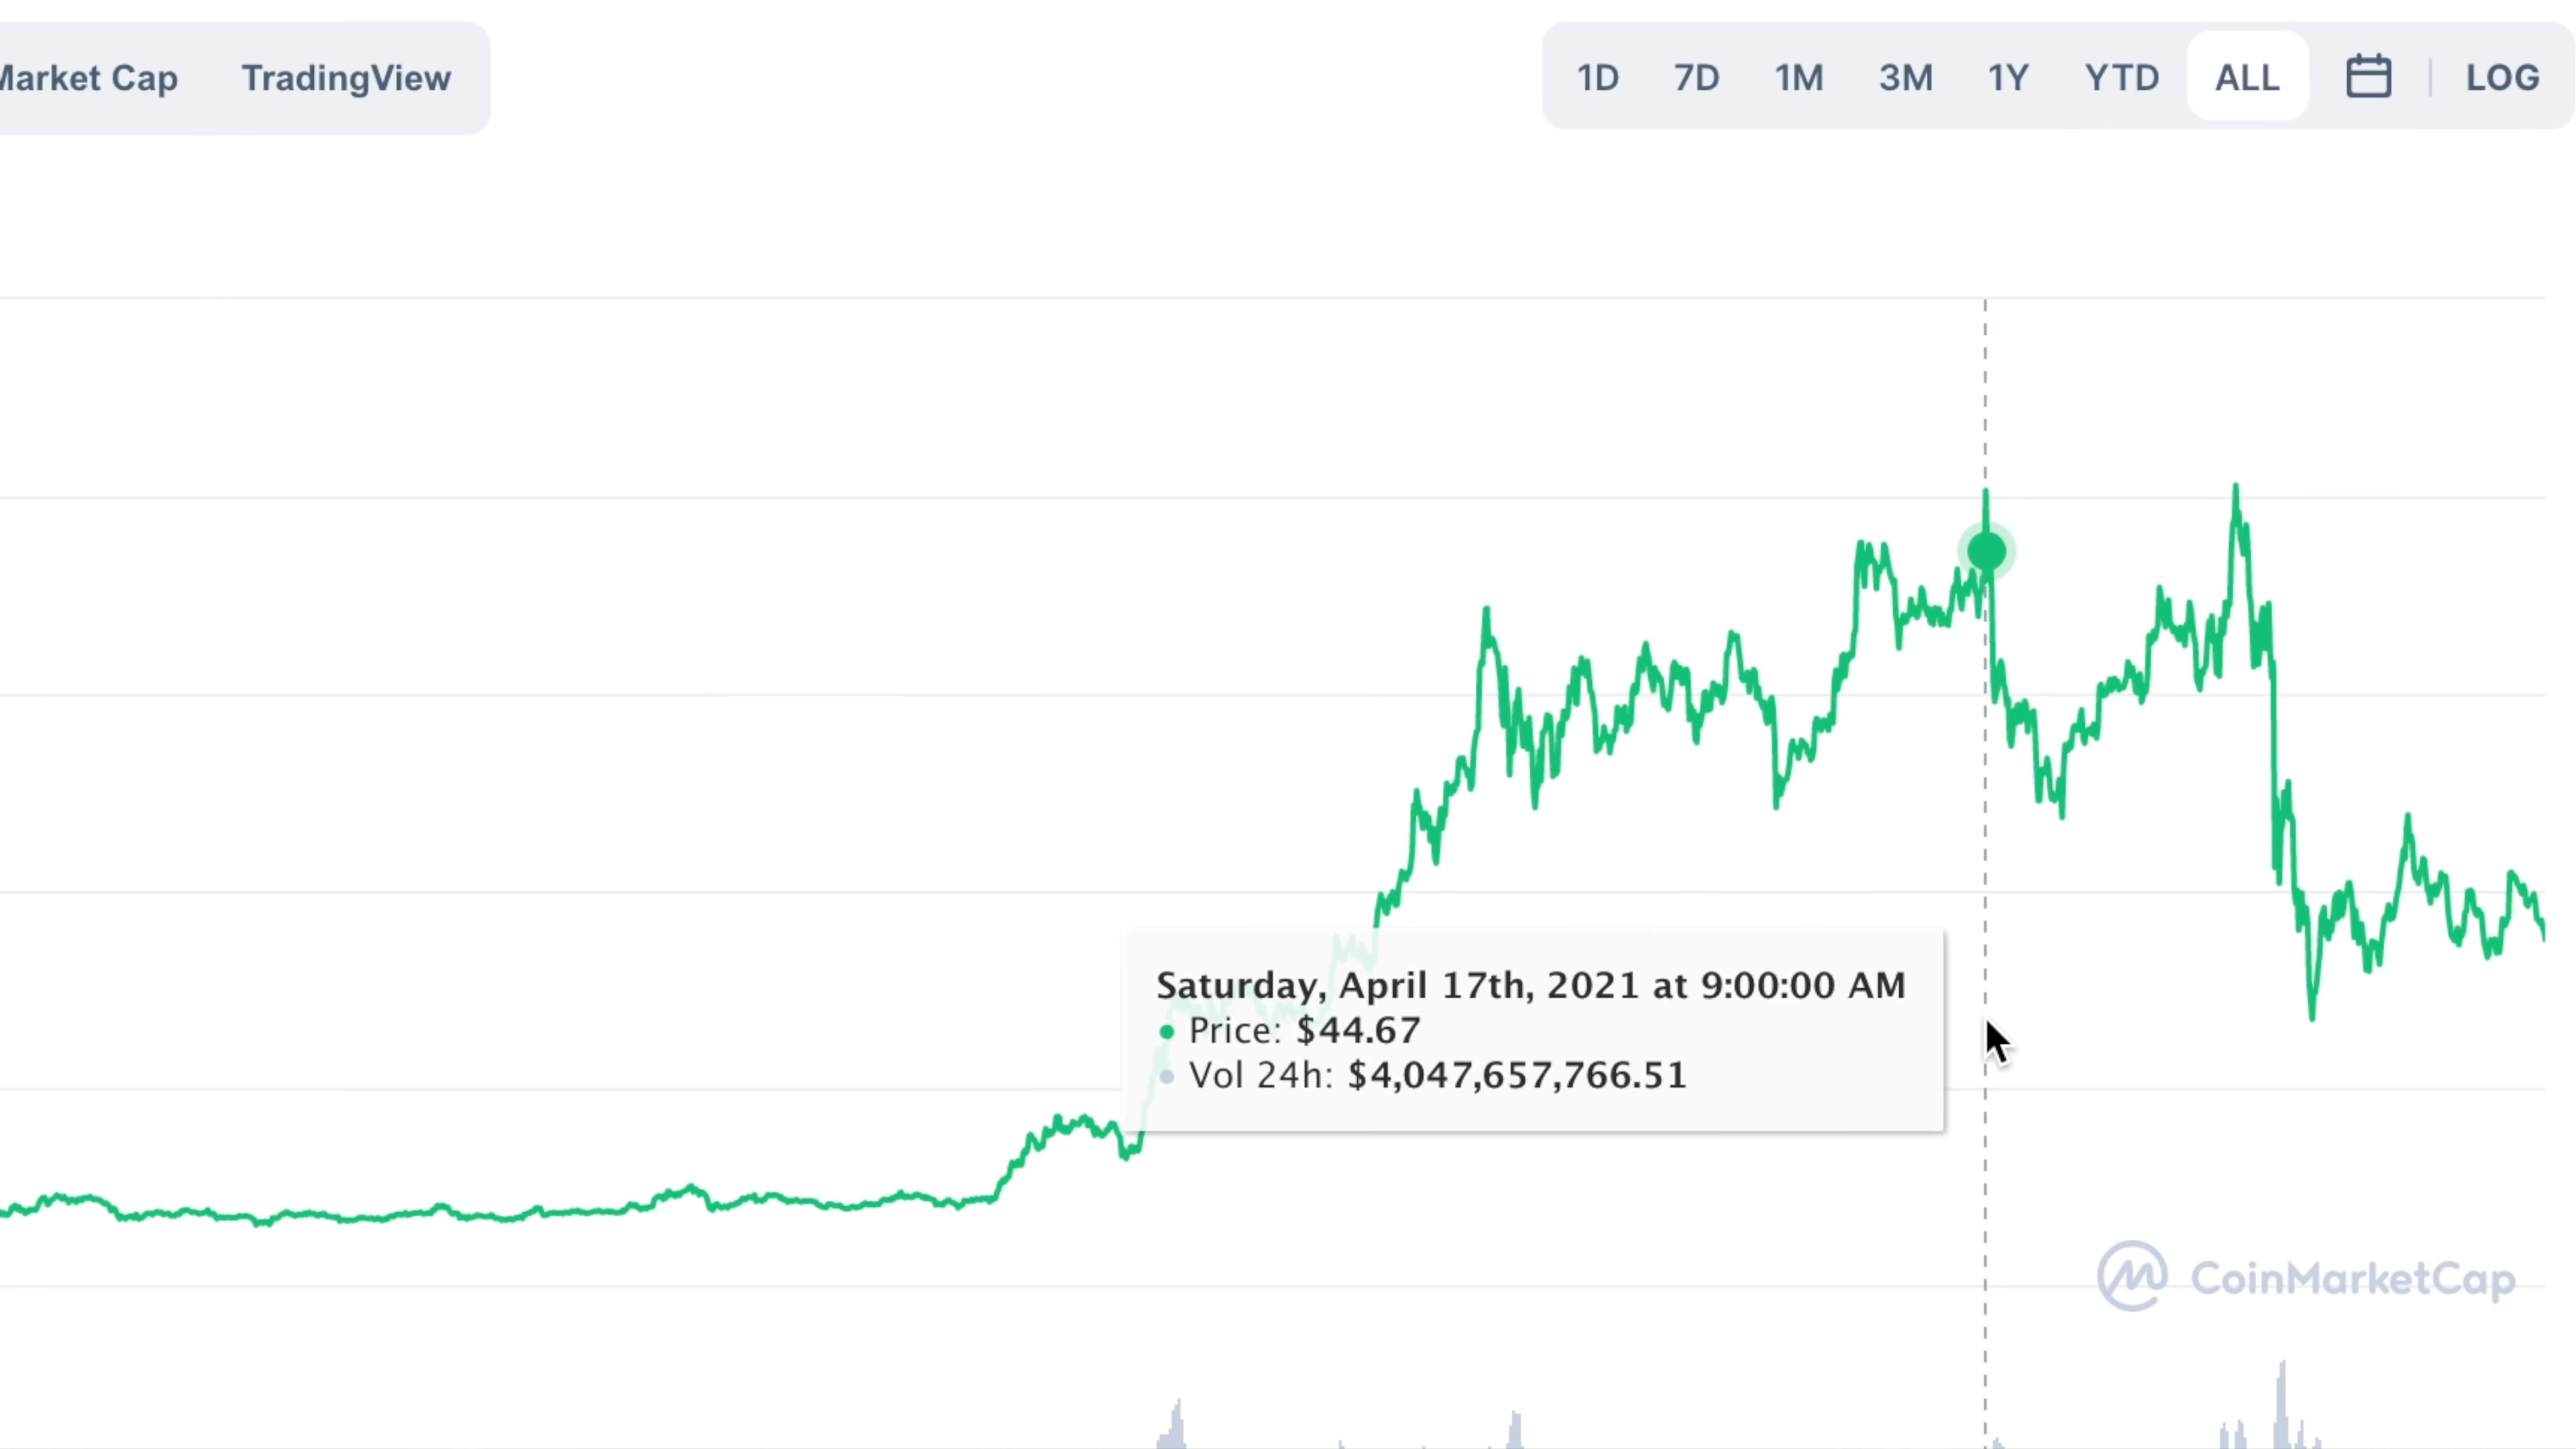 Market Cap TradingView 1D 7D 1M 3M 1Y YTD ALL LOG
Saturday, April 17th, 2021 at 9:00:00 AM
Price: $44.67
Vol 24h: $4,047,657,766.51
CoinMarketCap